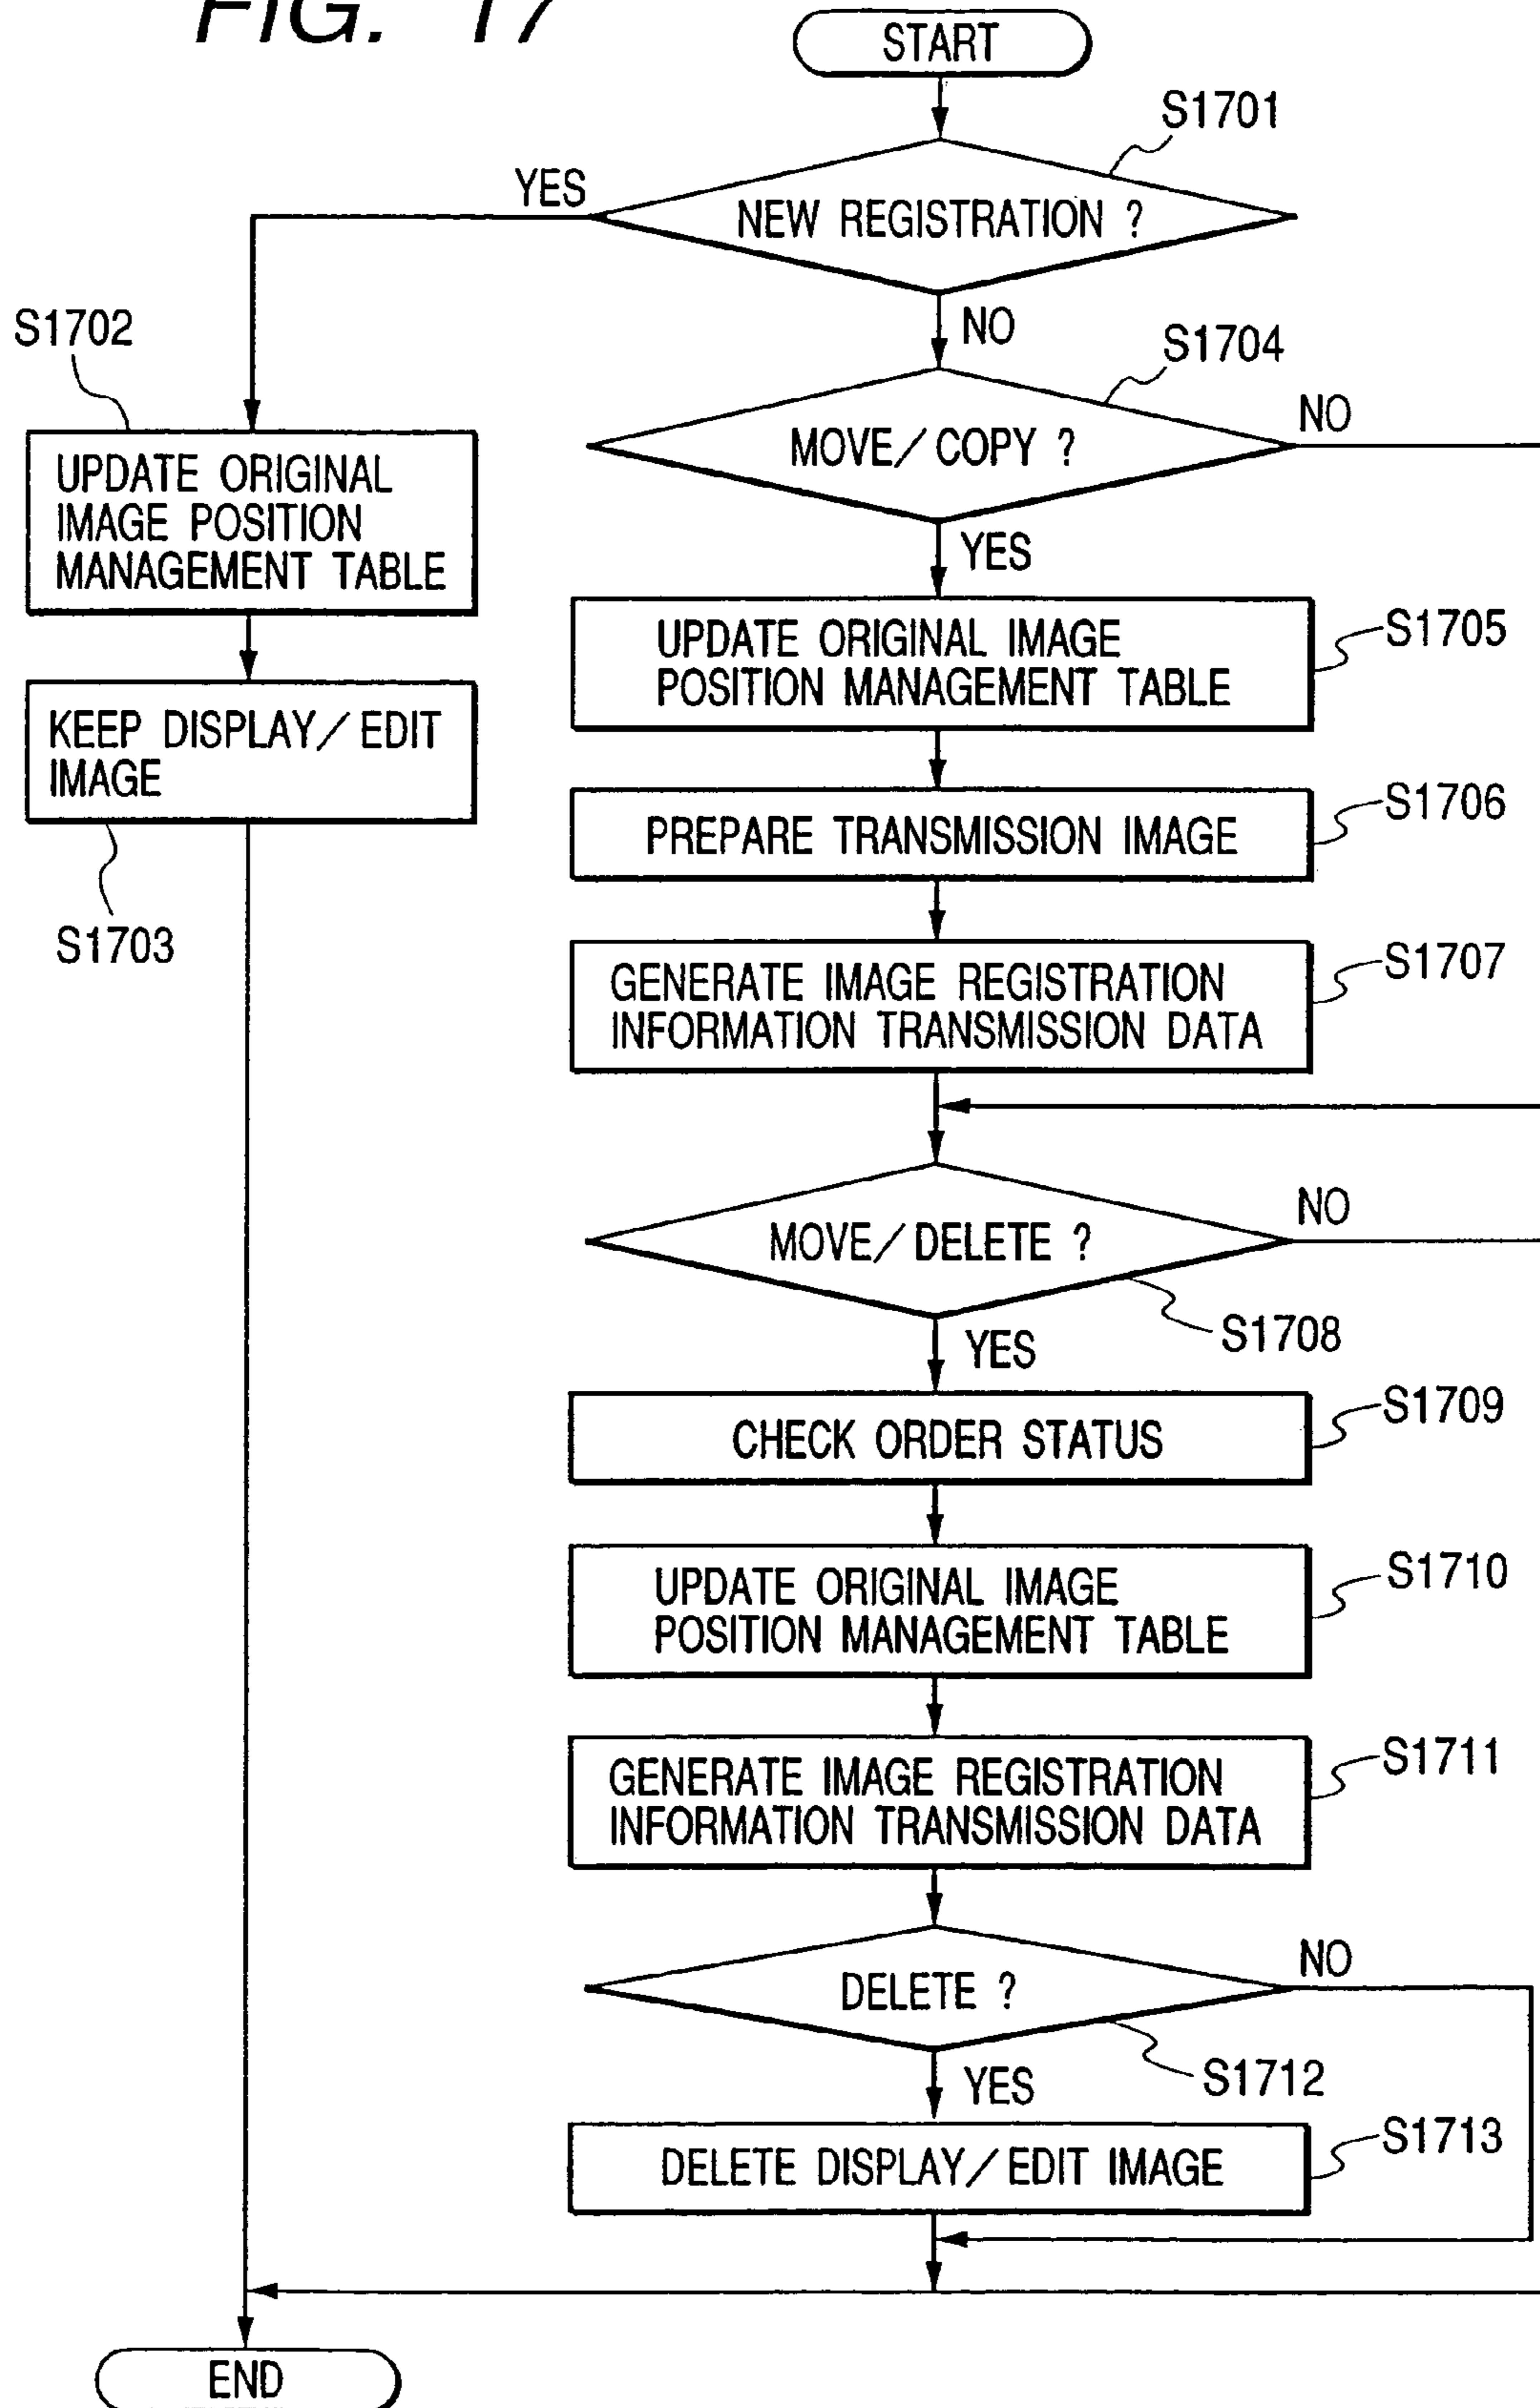 FIG. 17
START
S1701
YES
NEW REGISTRATION ?
NO
S1702
S1704
NO
MOVE/COPY ?
YES
UPDATE ORIGINAL
IMAGE POSITION
MANAGEMENT TABLE
UPDATE ORIGINAL IMAGE
POSITION MANAGEMENT TABLE
S1705
KEEP DISPLAY/EDIT
IMAGE
S1703
PREPARE TRANSMISSION IMAGE
S1706
GENERATE IMAGE REGISTRATION
INFORMATION TRANSMISSION DATA
S1707
NO
MOVE/DELETE ?
S1708
YES
CHECK ORDER STATUS
S1709
UPDATE ORIGINAL IMAGE
POSITION MANAGEMENT TABLE
S1710
GENERATE IMAGE REGISTRATION
INFORMATION TRANSMISSION DATA
S1711
NO
DELETE ?
S1712
YES
DELETE DISPLAY/EDIT IMAGE
S1713
END